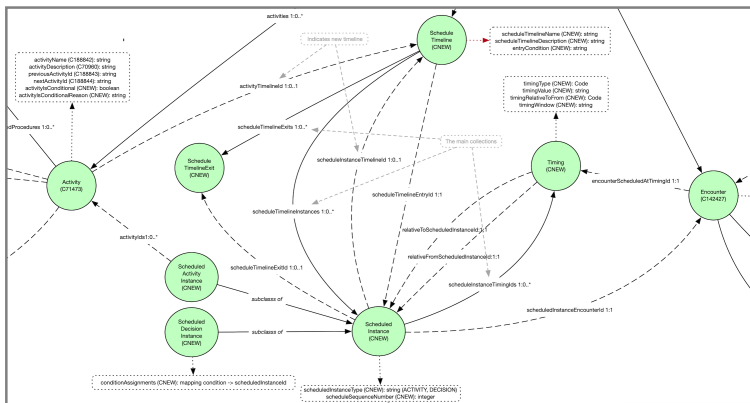 activities 1:0..*
Indicates new timeline
Schedule
Timeline
(CNEW)
scheduleTimelineName (CNEW): string
scheduleTimelineDescription (CNEW): string
entryCondition (CNEW): string
activityName (C188842): string
activityDescription (C70960): string
previousActivityId (C188843): string
nextActivityId (C188844): string
activityIsConditional (CNEW): boolean
activityIsConditionalReason (CNEW): string
activityTimelineId 1:0..1
timingType (CNEW): Code
timingValue (CNEW): string
timingRelativeToFrom (CNEW): Code
timingWindow (CNEW): string
dProcedures 1:0..*
scheduleTimelineExits 1:0..*
The main collections
Schedule
TimelineExit
(CNEW)
scheduleInstanceTimelineId 1:0..1
Timing
(CNEW)
Activity
(C71473)
encounterScheduledAtTimingId 1:1
Encounter
(C142427)
scheduleTimelineEntryId 1:1
scheduleTimelineInstances 1:0..*
relativeToScheduledInstanceId 1:1
activityIds1:0..*
relativeFromScheduledInstanceId: 1:1
scheduleTimelineExitId 1:0..1
Scheduled
Activity
Instance
(CNEW)
scheduleInstanceTimingIds 1:0..*
subclasss of
scheduledInstanceEncounterId 1:1
Scheduled
Decision
Instance
(CNEW)
subclasss of
Scheduled
Instance
(CNEW)
conditionAssignments (CNEW): mapping condition -> scheduledInstanceId
scheduledInstanceType (CNEW): string (ACTIVITY, DECISION)
scheduleSequenceNumber (CNEW): integer